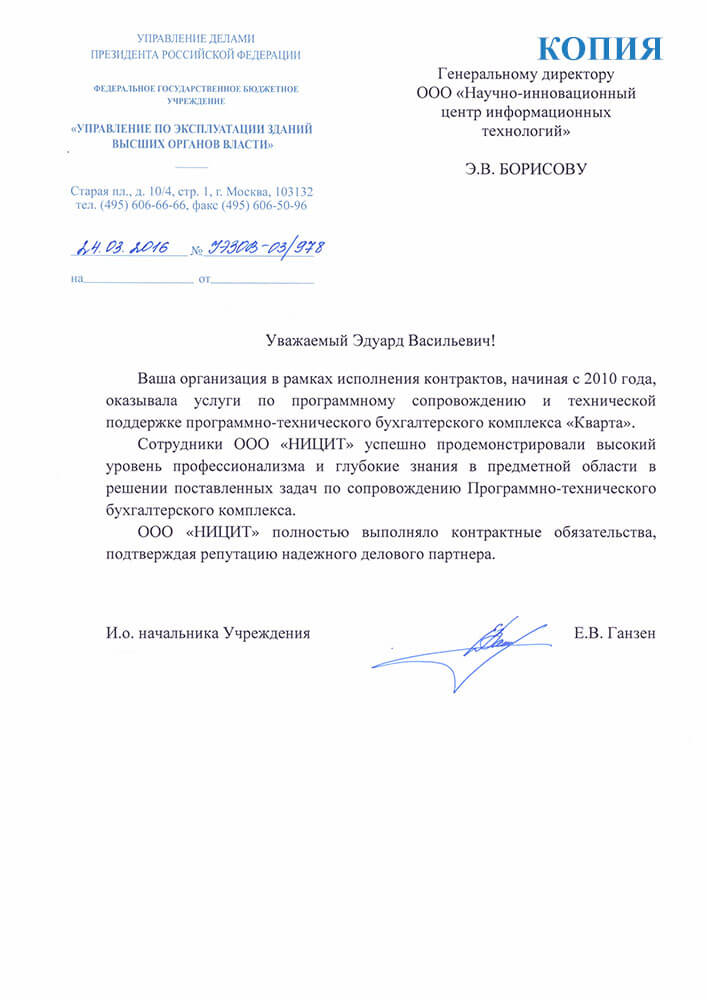 УПРАВЛЕНИЕ ДЕЛАМИ
ПРЕЗИДЕНТА РОССИЙСКОЙ ФЕДЕРАЦИИ
ФЕДЕРАЛЬНОЕ ГОСУДАРСТВЕННОЕ БЮДЖЕТНОЕ
УЧРЕЖДЕНИЕ
«УПРАВЛЕНИЕ ПО ЭКСПЛУАТАЦИИ ЗДАНИЙ
ВЫСШИХ ОРГАНОВ ВЛАСТИ»
Старая пл., д. 10/4, стр. 1, г. Москва, 103132
тел. (495) 606-66-66, факс (495) 606-50-96
24.03.2016 № УЭЗОВ-03/978
на от
КОПИЯ
Генеральному директору
ООО «Научно-инновационный
центр информационных
технологий»
Э.В. БОРИСОВУ
Уважаемый Эдуард Васильевич!
Ваша организация в рамках исполнения контрактов, начиная с 2010 года,
оказывала услуги по программному сопровождению и технической
поддержке программно-технического бухгалтерского комплекса «Кварта».
Сотрудники ООО «НИЦИТ» успешно продемонстрировали высокий
уровень профессионализма и глубокие знания в предметной области в
решении поставленных задач по сопровождению Программно-технического
бухгалтерского комплекса.
ООО «НИЦИТ» полностью выполняло контрактные обязательства,
подтверждая репутацию надежного делового партнера.
И.о. начальника Учреждения Е.В. Ганзен